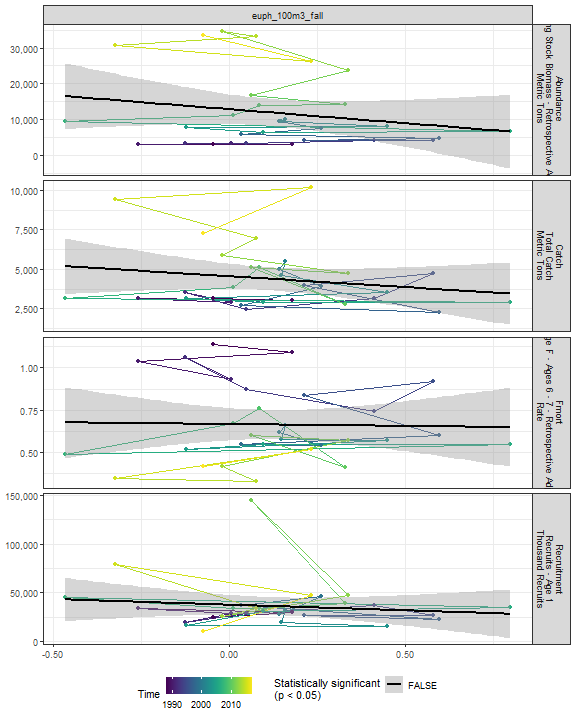 euph_100m3_fall
30,000
20,000
10,000
0
Abundance
Stock Biomass - Retrospective
Metric Tons
10,000
7,500
5,000
2,500
Catch
Total Catch
Metric Tons
1.00
0.75
0.50
Fmort
F - Ages 6 - 7 - Retrospective
Rate
150,000
100,000
50,000
0
Recruitment
Recruits - Age 1
Thousand Recruits
-0.50
0.00
0.50
Time
1990 2000 2010
Statistically significant
(p < 0.05)
FALSE